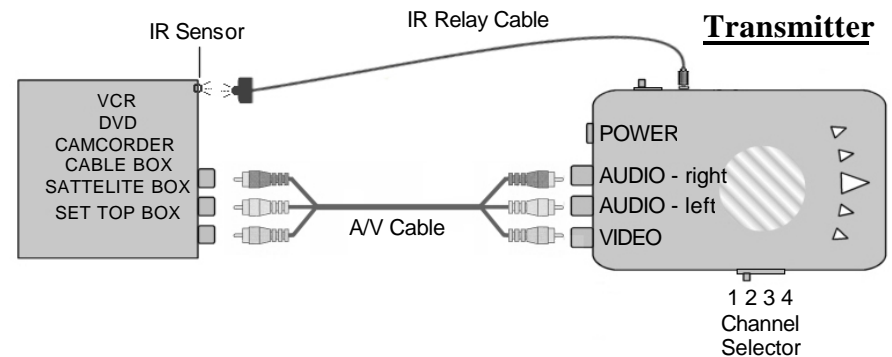 IR Relay Cable
Transmitter
IR Sensor
VCR
DVD
CAMCORDER
CABLE BOX
SATTELITE BOX
SET TOP BOX
A/V Cable
POWER
AUDIO - right
AUDIO - left
VIDEO
1 2 3 4
Channel
Selector